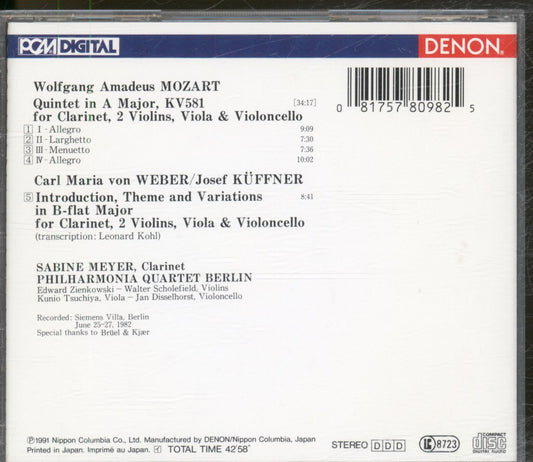 PCM DIGITAL
DENON.
Wolfgang Amadeus MOZART
Quintet in A Major, KV581 [34:17]
for Clarinet, 2 Violins, Viola & Violoncello
1 I - Allegro 9:09
2 II - Larghetto 7:30
3 III - Menuetto 7:36
4 IV - Allegro 10:02
0 81757 80982 5
Carl Maria von WEBER/Josef KÜFFNER
5 Introduction, Theme and Variations 8:41
in B-flat Major
for Clarinet, 2 Violins, Viola & Violoncello
(transcription: Leonard Kohl)
SABINE MEYER, Clarinet
PHILHARMONIA QUARTET BERLIN
Edward Zienkowski – Walter Scholefield, Violins
Kunio Tsuchiya, Viola – Jan Disselhorst, Violoncello
Recorded: Siemens Villa, Berlin
June 25-27, 1982
Special thanks to Brüel & Kjær
Ⓟ1991 Nippon Columbia Co., Ltd. Manufactured by DENON/Nippon Columbia, Japan
Printed in Japan. Imprimé au Japan. TOTAL TIME 42'58"
STEREO DDD
8723
COMPACT
disc
DIGITAL AUDIO